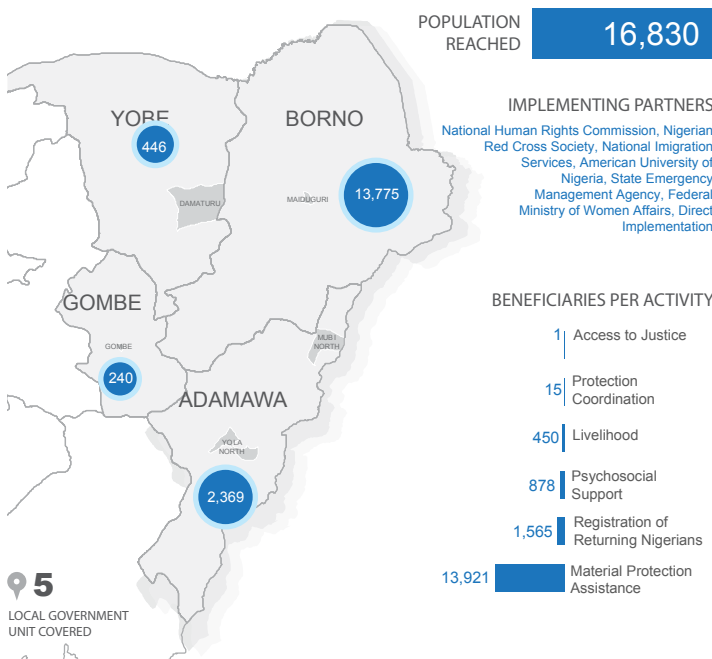 POPULATION
REACHED
16,830
YOBE
446
BORNO
13,775
DAMATURU
MAIDUGURI
GOMBE
GOMBE
240
MUBI
NORTH
ADAMAWA
YOLA
NORTH
2,369
5
LOCAL GOVERNMENT
UNIT COVERED
IMPLEMENTING PARTNERS
National Human Rights Commission, Nigerian
Red Cross Society, National Imigration
Services, American University of
Nigeria, State Emergency
Management Agency, Federal
Ministry of Women Affairs, Direct
Implementation
BENEFICIARIES PER ACTIVITY
1 Access to Justice
15 Protection
Coordination
450 Livelihood
878 Psychosocial
Support
1,565 Registration of
Returning Nigerians
13,921 Material Protection
Assistance